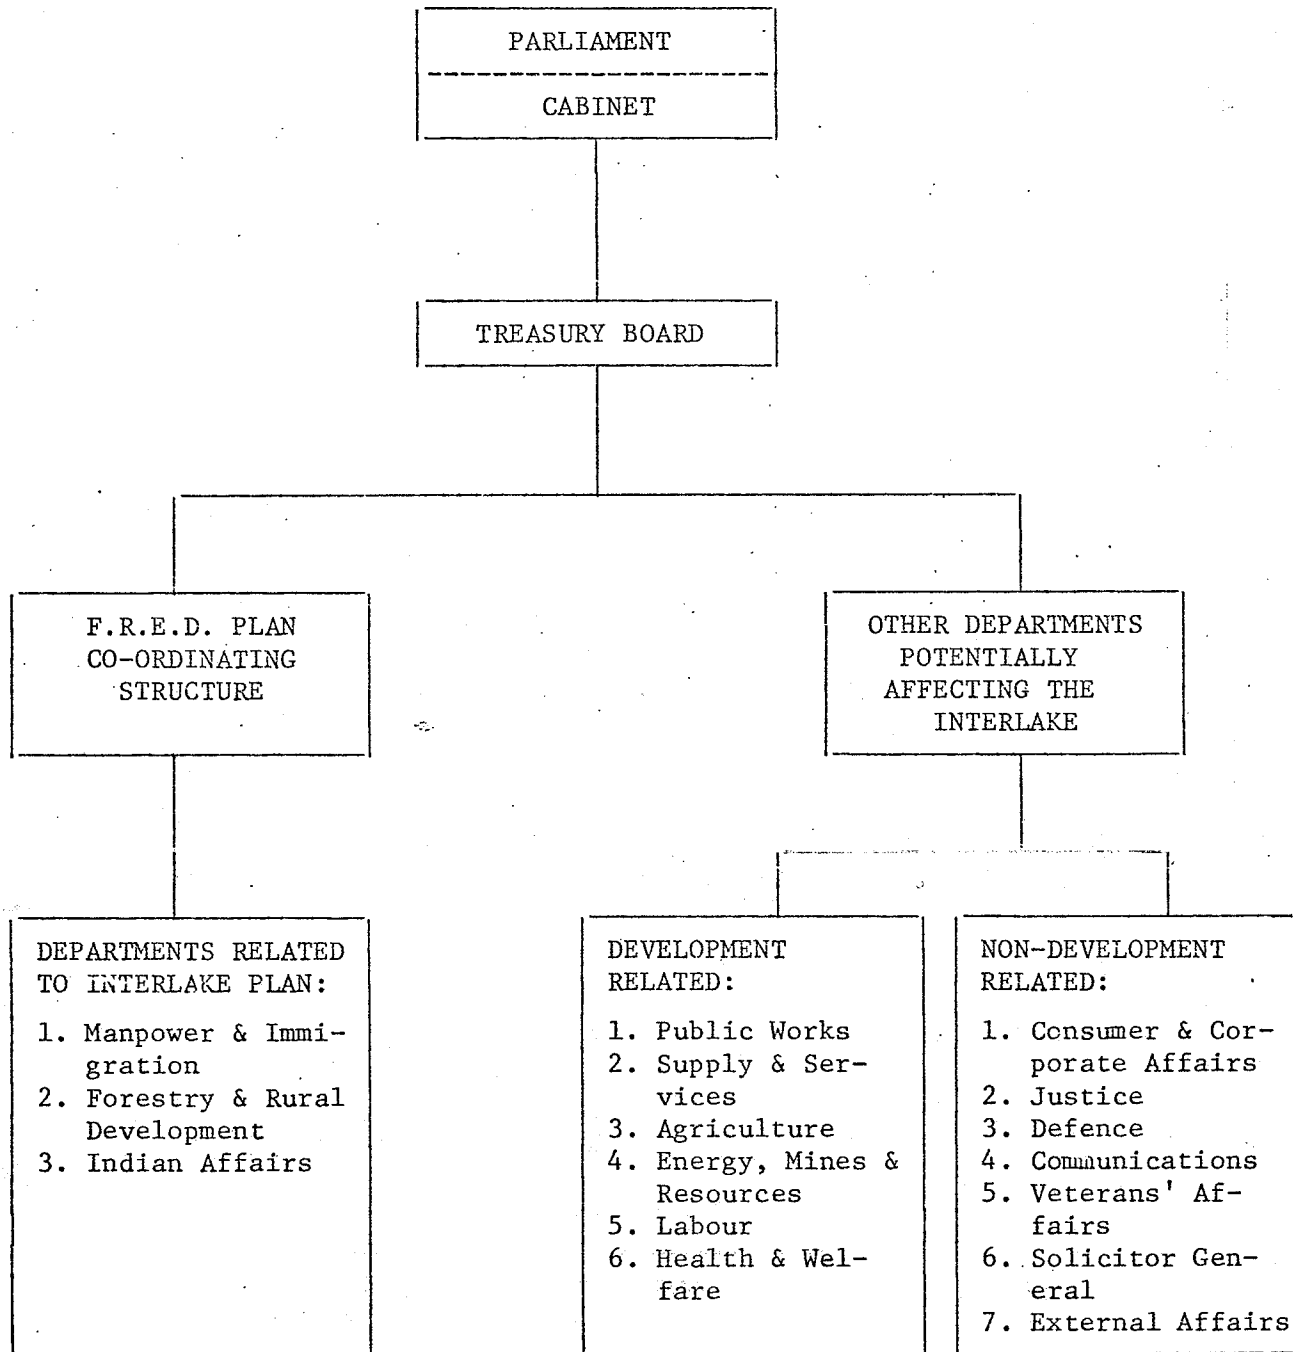 PARLIAMENT
CABINET
TREASURY BOARD
F.R.E.D. PLAN
CO-ORDINATING
STRUCTURE
OTHER DEPARTMENTS
POTENTIALLY
AFFECTING THE
INTERLAKE
DEPARTMENTS RELATED
TO INTERLAKE PLAN:
1. Manpower & Immi-
gration
2. Forestry & Rural
Development
3. Indian Affairs
DEVELOPMENT
RELATED:
1. Public Works
2. Supply & Ser-
vices
3. Agriculture
4. Energy, Mines &
Resources
5. Labour
6. Health & Wel-
fare
NON-DEVELOPMENT
RELATED:
1. Consumer & Cor-
porate Affairs
2. Justice
3. Defence
4. Communications
5. Veterans' Af-
fairs
6. Solicitor Gen-
eral
7. External Affairs